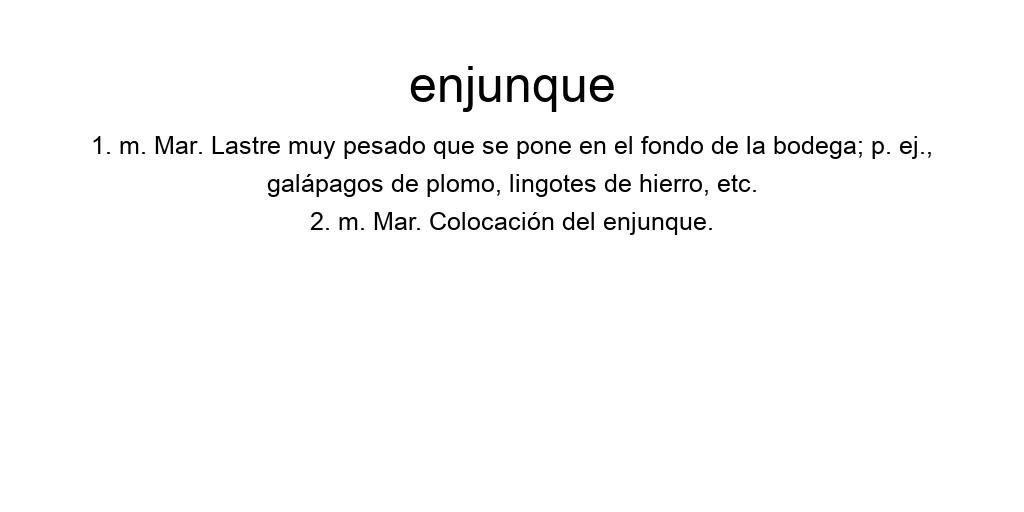 enjunque
1. m. Mar. Lastre muy pesado que se pone en el fondo de la bodega; p. ej.,
galápagos de plomo, lingotes de hierro, etc.
2. m. Mar. Colocación del enjunque.